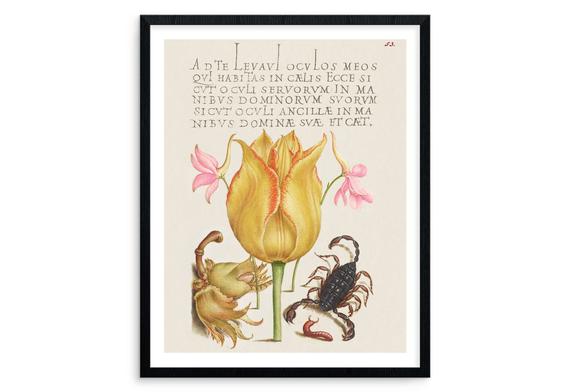 53.
AD TE LEVAVI OCVLOS MEOS
QVI HABITAS IN CÆLIS ECCE SI
CVT OCVLI SERVORVM IN MA
NIBVS DOMINORVM SVORVM
SICVT OCVLI ANCILLÆ IN MA
NIBVS DOMINÆ SVÆ ET CÆT.